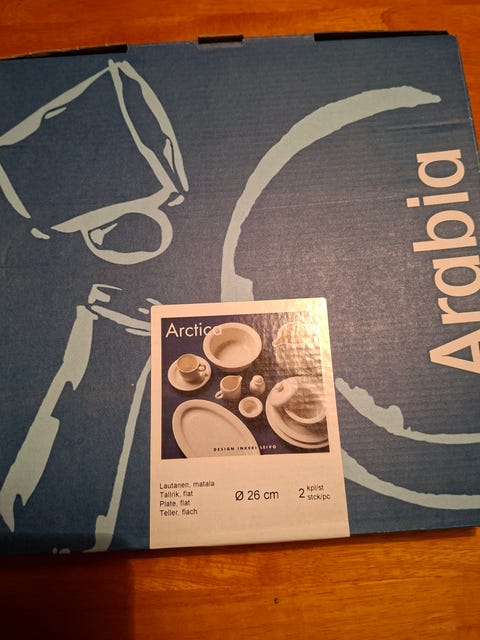 Arabia
Arctica
DESIGN INKERI LEIVO
Lautanen, matala
Tallrik, flat
Plate, flat
Teller, flach
Ø 26 cm
2 kpl/st
stck/pc